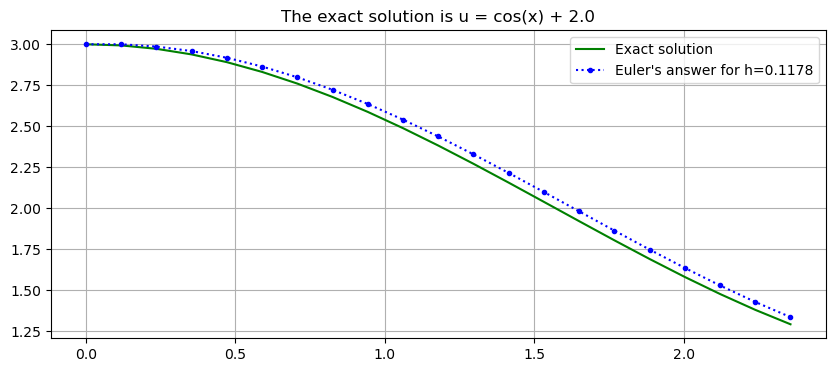 The exact solution is u = cos(x) + 2.0
Exact solution
Euler's answer for h=0.1178
3.00
2.75
2.50
2.25
2.00
1.75
1.50
1.25
0.0 0.5 1.0 1.5 2.0